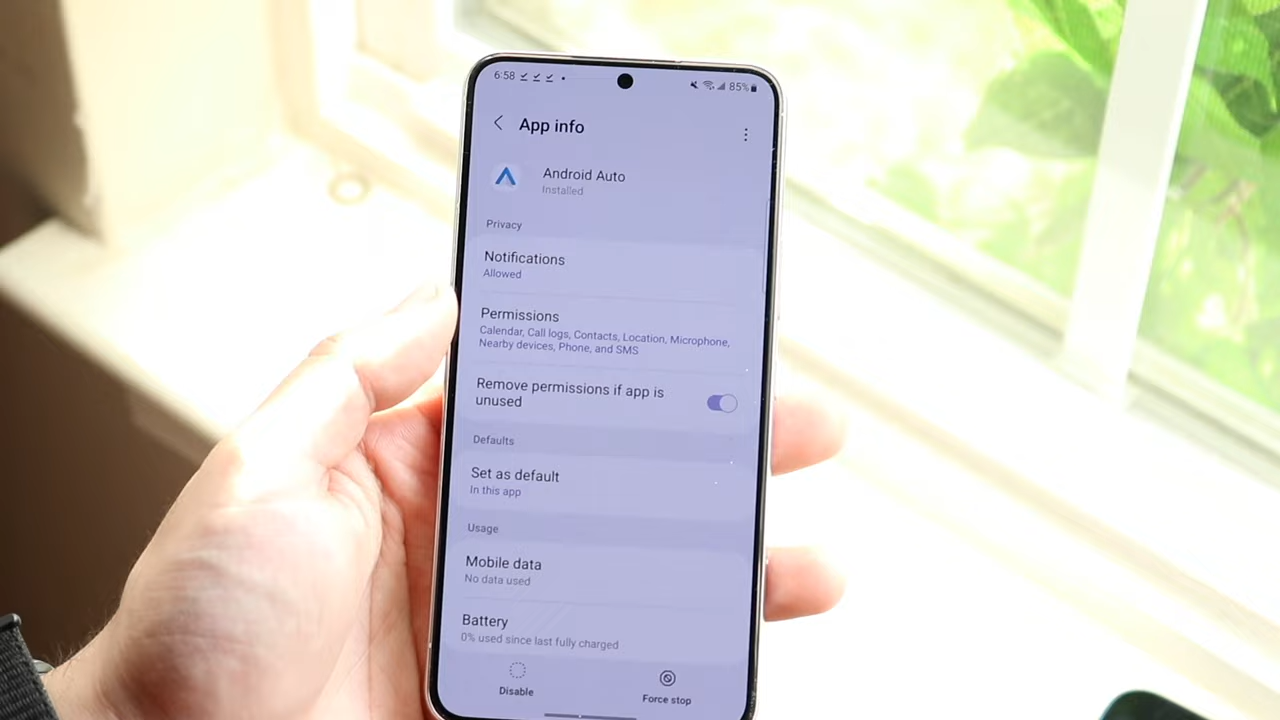 6:58
85%
App info
Android Auto
Installed
Privacy
Notifications
Allowed
Permissions
Calendar, Call logs, Contacts, Location, Microphone,
Nearby devices, Phone, and SMS
Remove permissions if app is
unused
Defaults
Set as default
In this app
Usage
Mobile data
No data used
Battery
0% used since last fully charged
Disable
Force stop